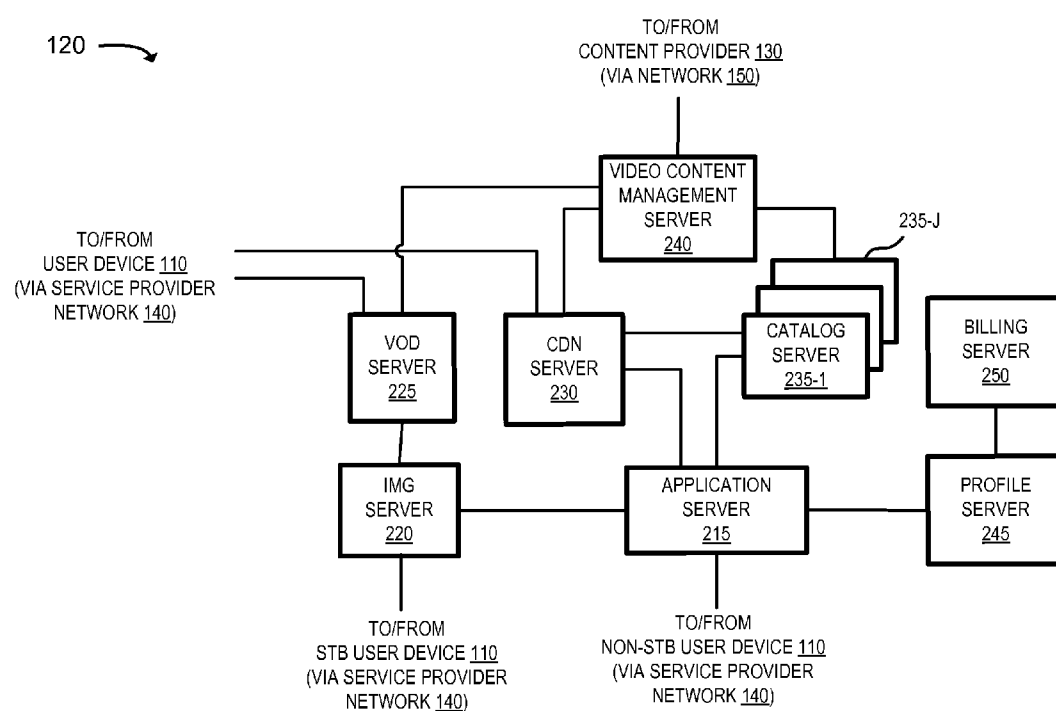 120
TO/FROM
CONTENT PROVIDER 130
(VIA NETWORK 150)
VIDEO CONTENT
MANAGEMENT
SERVER
240
235-J
TO/FROM
USER DEVICE 110
(VIA SERVICE PROVIDER
NETWORK 140)
VOD
SERVER
225
CDN
SERVER
230
CATALOG
SERVER
235-1
BILLING
SERVER
250
IMG
SERVER
220
APPLICATION
SERVER
215
PROFILE
SERVER
245
TO/FROM
STB USER DEVICE 110
(VIA SERVICE PROVIDER
NETWORK 140)
TO/FROM
NON-STB USER DEVICE 110
(VIA SERVICE PROVIDER
NETWORK 140)